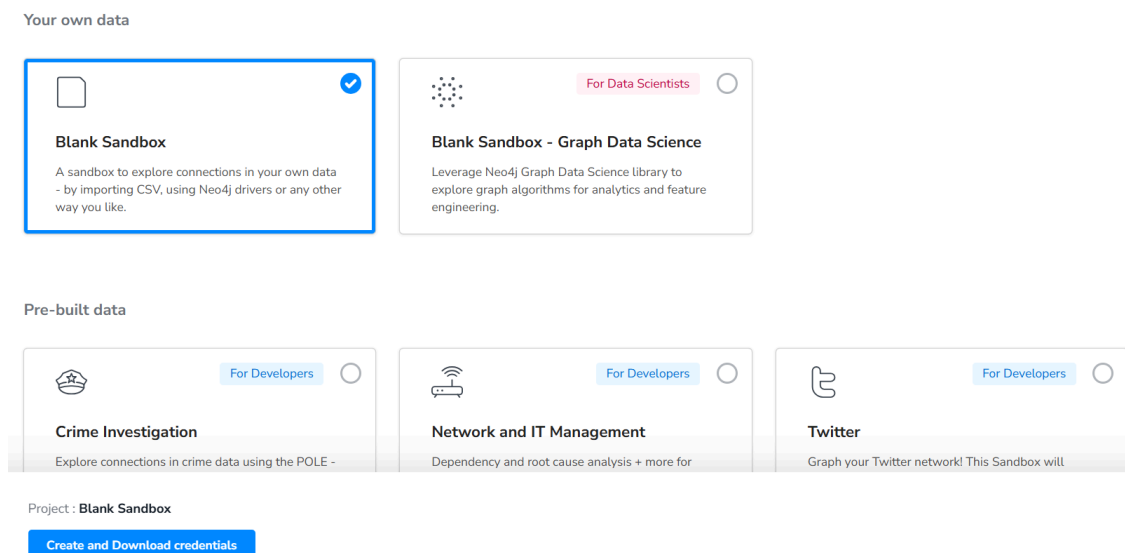 Your own data
For Data Scientists
Blank Sandbox
A sandbox to explore connections in your own data
- by importing CSV, using Neo4j drivers or any other
way you like.
Blank Sandbox - Graph Data Science
Leverage Neo4j Graph Data Science library to
explore graph algorithms for analytics and feature
engineering.
Pre-built data
For Developers
Crime Investigation
Explore connections in crime data using the POLE -
For Developers
Network and IT Management
Dependency and root cause analysis + more for
For Developers
Twitter
Graph your Twitter network! This Sandbox will
Project : Blank Sandbox
Create and Download credentials